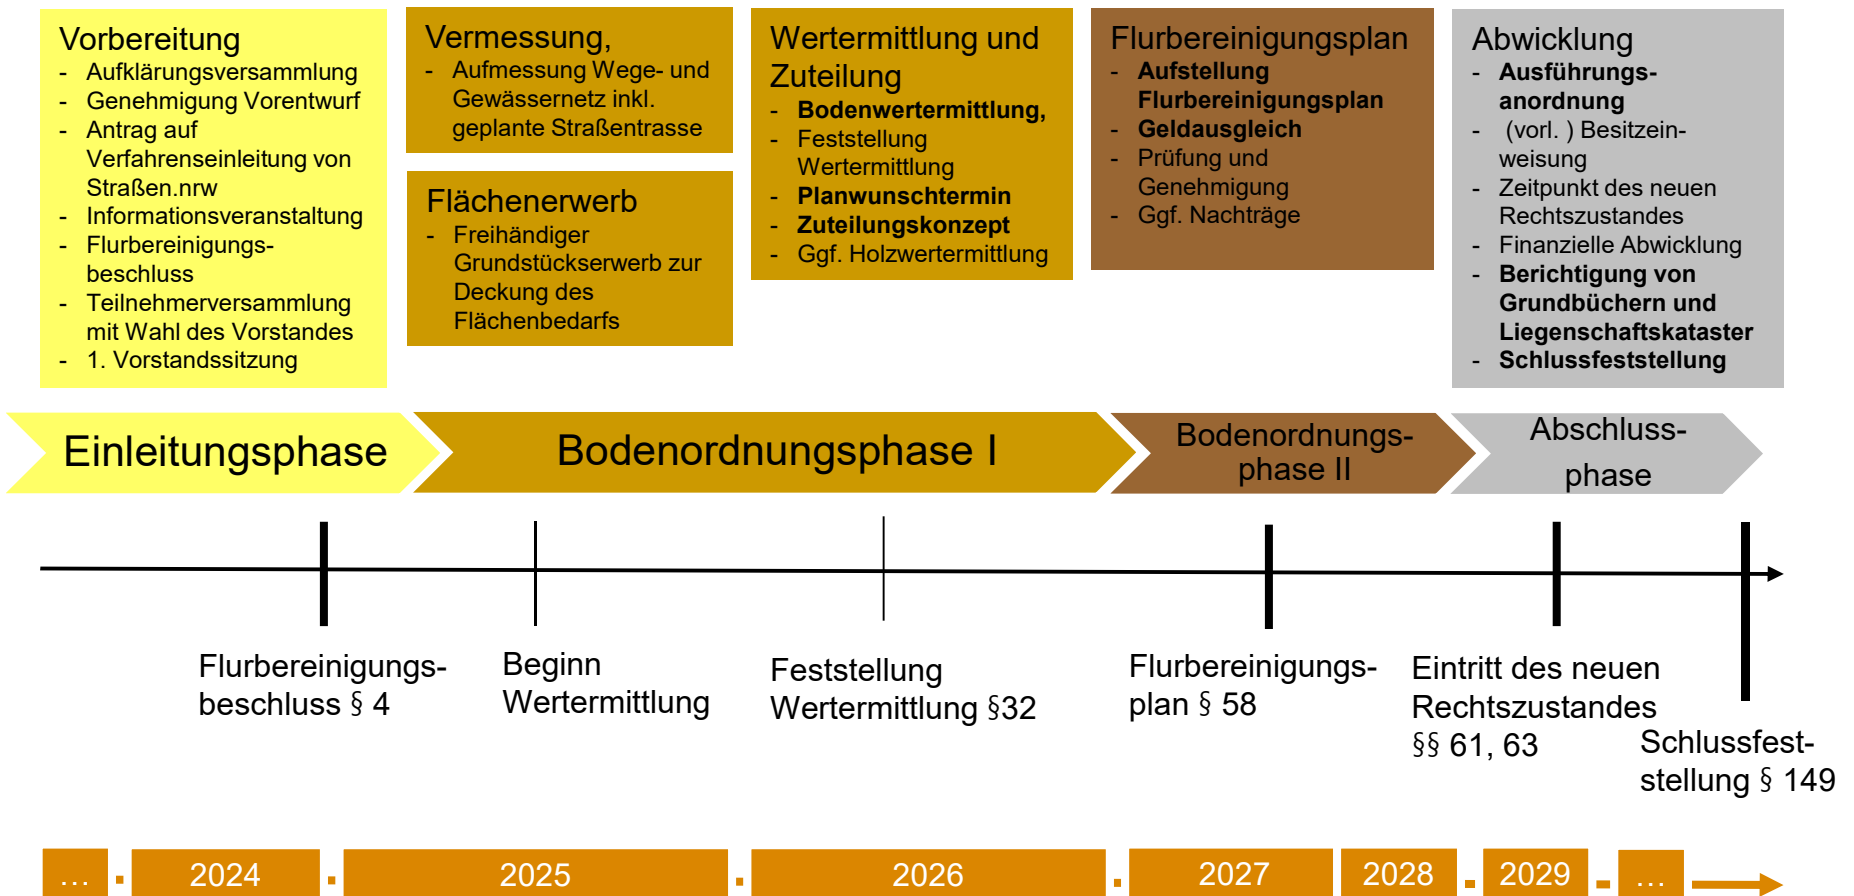 Vorbereitung
- Aufklärungsversammlung
- Genehmigung Vorentwurf
- Antrag auf
Verfahrenseinleitung von
Straßen.nrw
- Informationsveranstaltung
- Flurbereinigungs-
beschluss
- Teilnehmerversammlung
mit Wahl des Vorstandes
- 1. Vorstandssitzung
Vermessung,
- Aufmessung Wege- und
Gewässernetz inkl.
geplante Straßentrasse
Flächenerwerb
- Freihändiger
Grundstückserwerb zur
Deckung des
Flächenbedarfs
Wertermittlung und
Zuteilung
- Bodenwertermittlung,
- Feststellung
Wertermittlung
- Planwunschtermin
- Zuteilungskonzept
- Ggf. Holzwertermittlung
Flurbereinigungsplan
- Aufstellung
Flurbereinigungsplan
- Geldausgleich
- Prüfung und
Genehmigung
- Ggf. Nachträge
Abwicklung
- Ausführungs-
anordnung
- (vorl. ) Besitzein-
weisung
- Zeitpunkt des neuen
Rechtszustandes
- Finanzielle Abwicklung
- Berichtigung von
Grundbüchern und
Liegenschaftskataster
- Schlussfeststellung
Einleitungsphase
Bodenordnungsphase I
Bodenordnungs-
phase II
Abschluss-
phase
Flurbereinigungs-
beschluss § 4
Beginn
Wertermittlung
Feststellung
Wertermittlung §32
Flurbereinigungs-
plan § 58
Eintritt des neuen
Rechtszustandes
§§ 61, 63
Schlussfest-
stellung § 149
... 2024 2025 2026 2027 2028 2029 ...